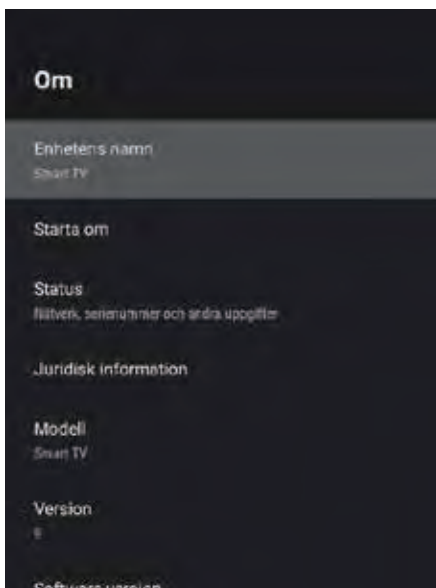 Om
Enhetens namn
Smart TV
Starta om
Status
Nätverk, serienummer och andra uppgifter
Juridisk information
Modell
Smart TV
Version
9
Software version